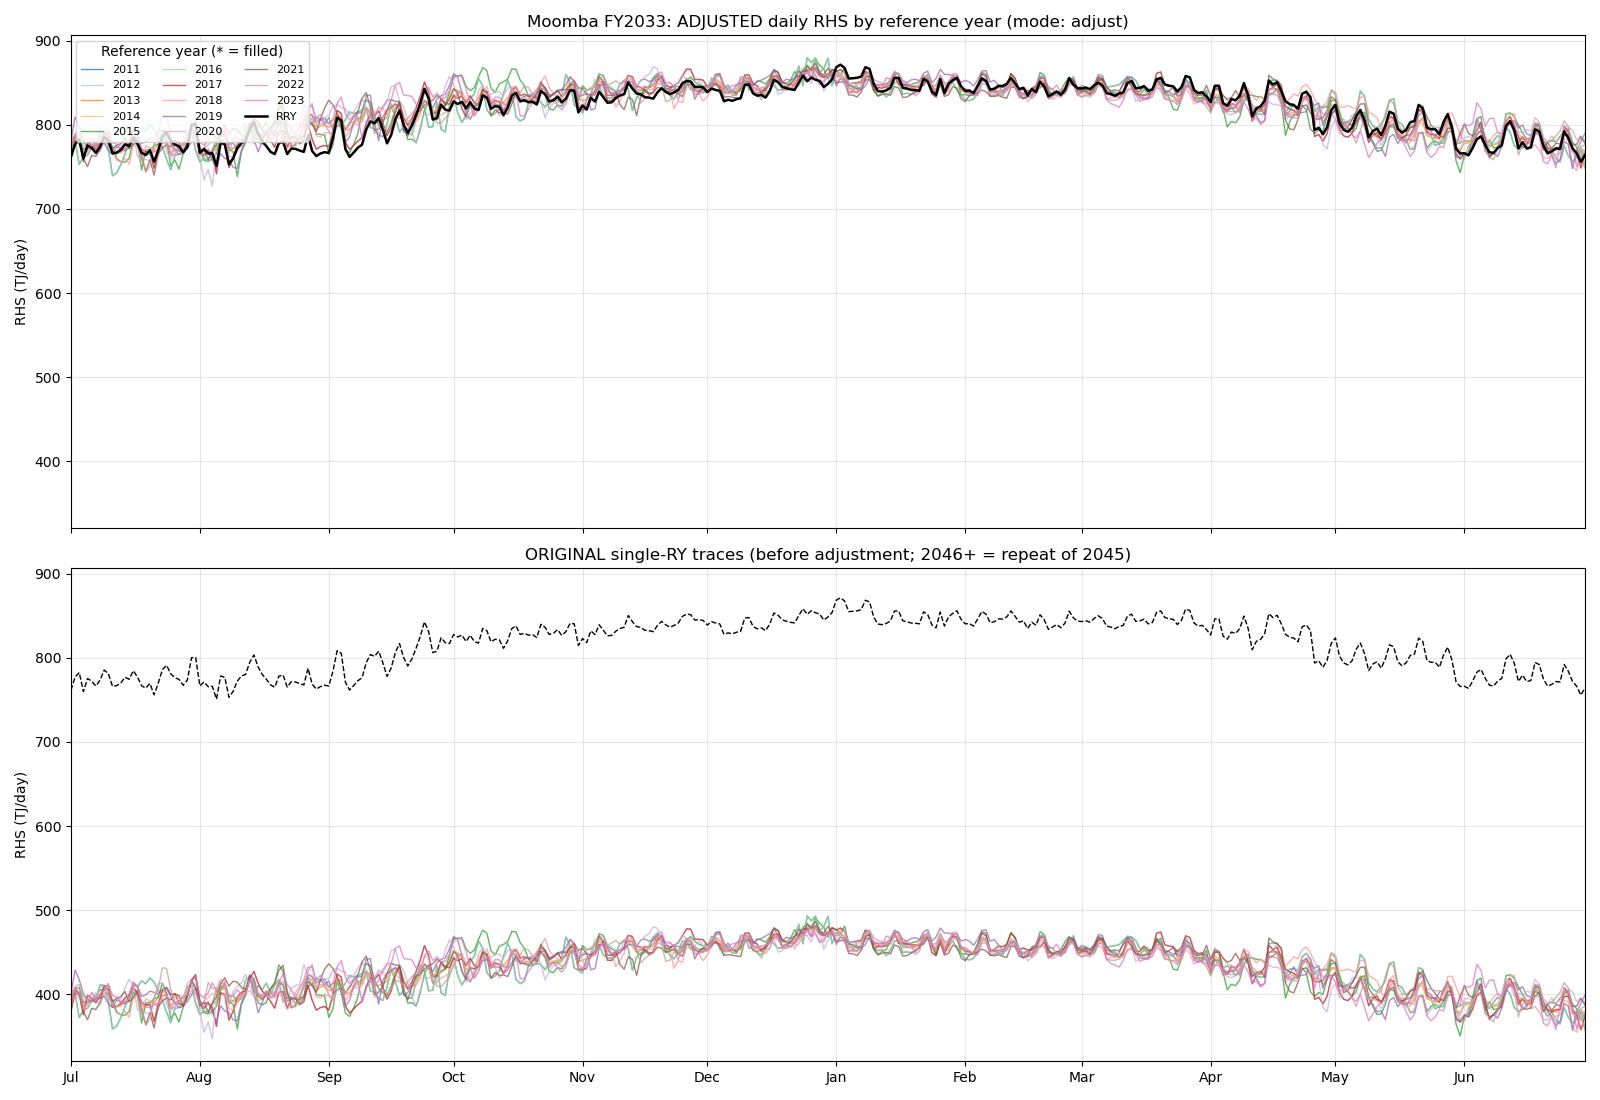 Moomba FY2033: ADJUSTED daily RHS by reference year (mode: adjust)
Reference year (* = filled)
2011 2016 2021
2012 2017 2022
2013 2018 2023
2014 2019 RRY
2015 2020
900
800
700
600
500
400
RHS (TJ/day)
ORIGINAL single-RY traces (before adjustment; 2046+ = repeat of 2045)
900
800
700
600
500
400
RHS (TJ/day)
Jul Aug Sep Oct Nov Dec Jan Feb Mar Apr May Jun